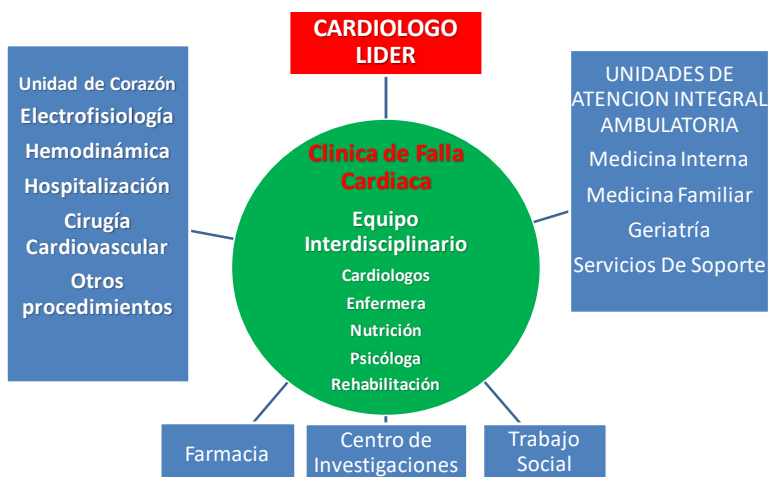 CARDIOLOGO
LIDER
Unidad de Corazón
Electrofisiología
Hemodinámica
Hospitalización
Cirugía
Cardiovascular
Otros
procedimientos
Clinica de Falla
Cardiaca
Equipo
Interdisciplinario
Cardiologos
Enfermera
Nutrición
Psicóloga
Rehabilitación
UNIDADES DE
ATENCION INTEGRAL
AMBULATORIA
Medicina Interna
Medicina Familiar
Geriatría
Servicios De Soporte
Farmacia
Centro de
Investigaciones
Trabajo
Social